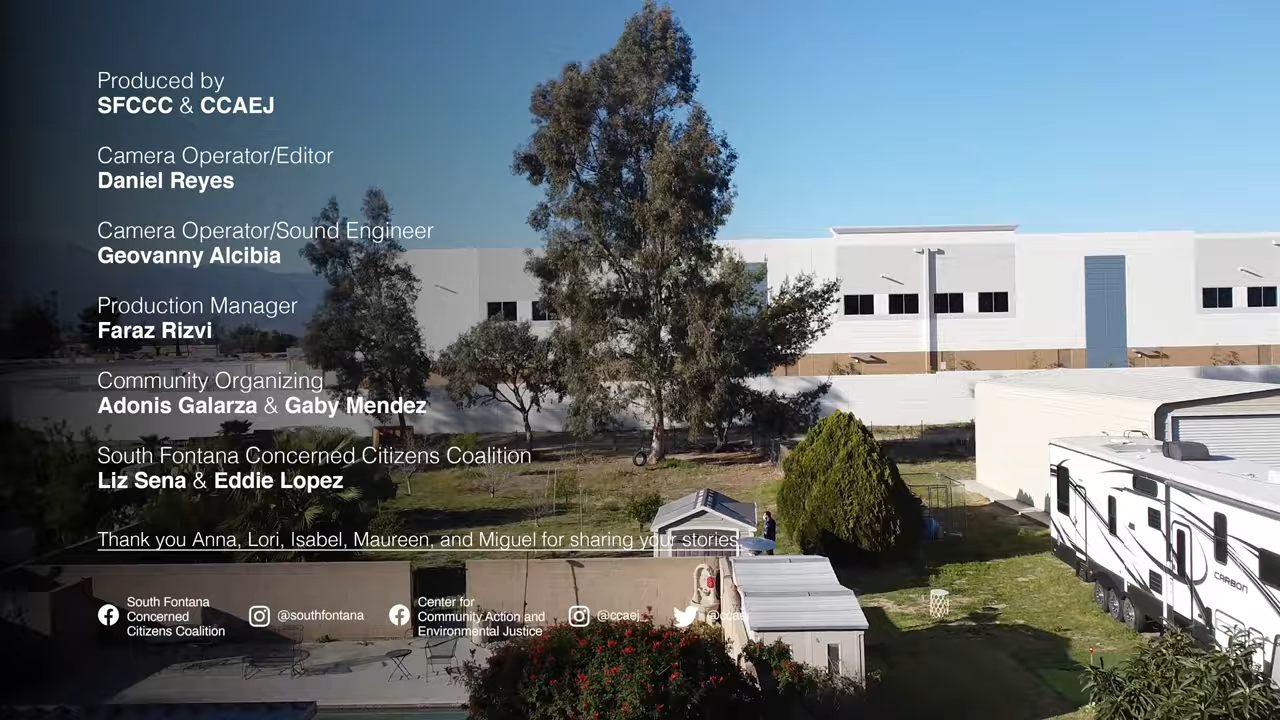 Produced by
SFCCC & CCAEJ
Camera Operator/Editor
Daniel Reyes
Camera Operator/Sound Engineer
Geovanny Alcibia
Production Manager
Faraz Rizvi
Community Organizing
Adonis Galarza & Gaby Mendez
South Fontana Concerned Citizens Coalition
Liz Sena & Eddie Lopez
Thank you Anna, Lori, Isabel, Maureen, and Miguel for sharing your stories.
South Fontana
Concerned
Citizens Coalition
@southfontana
Center for
Community Action and
Environmental Justice
@ccaej
@ccaej
CARBON